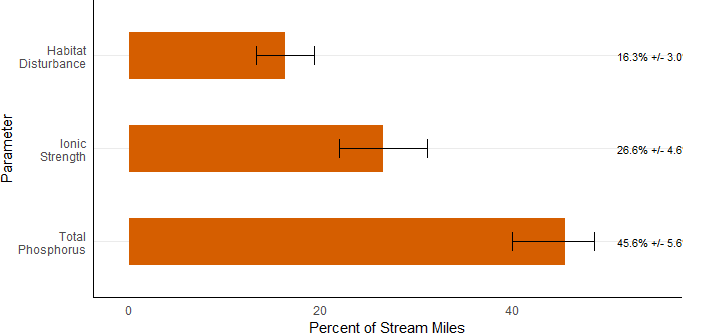 Habitat
Disturbance
16.3% +/- 3.0
Ionic
Strength
26.6% +/- 4.6
Total
Phosphorus
45.6% +/- 5.6
Parameter
0 20 40
Percent of Stream Miles